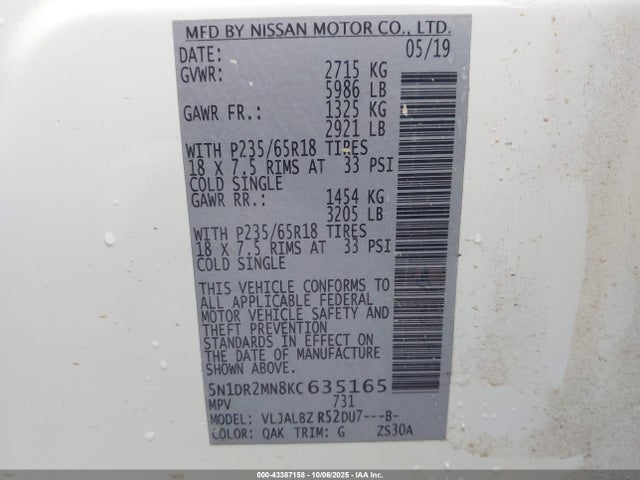 MFD BY NISSAN MOTOR CO., LTD.
DATE: 05/19
GVWR: 2715 KG
5986 LB
GAWR FR.: 1325 KG
2921 LB
WITH P235/65R18 TIRES
18 X 7.5 RIMS AT 33 PSI
COLD SINGLE
GAWR RR.: 1454 KG
3205 LB
WITH P235/65R18 TIRES
18 X 7.5 RIMS AT 33 PSI
COLD SINGLE
THIS VEHICLE CONFORMS TO
ALL APPLICABLE FEDERAL
MOTOR VEHICLE SAFETY AND
THEFT PREVENTION
STANDARDS IN EFFECT ON
THE DATE OF MANUFACTURE
SHOWN ABOVE.
5N1DR2MN8KC635165
MPV 731
MODEL: VLJALBZ R52DU7---B-
COLOR: QAK TRIM: G ZS30A
000-43387158 - 10/06/2025 - IAA US